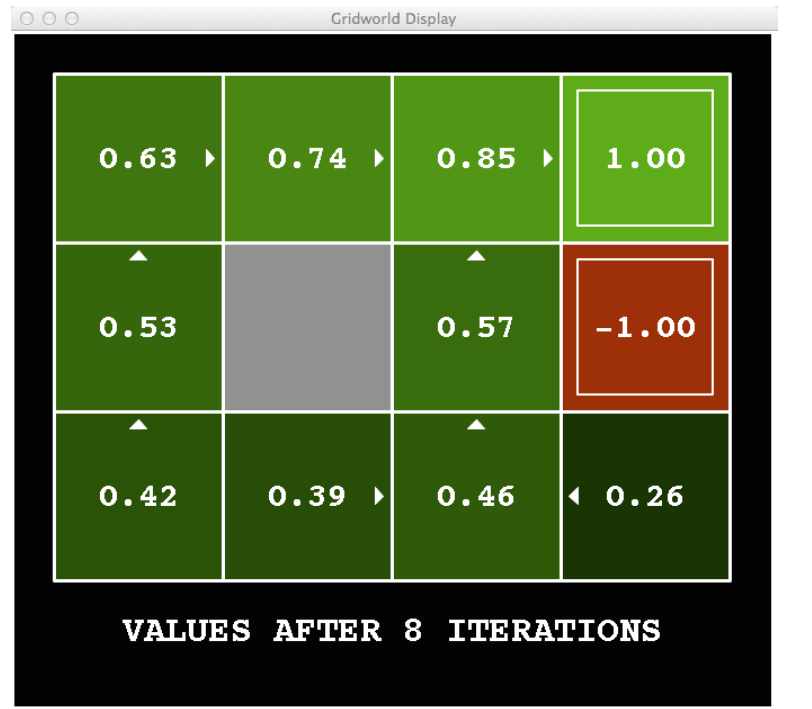 Gridworld Display
0.63 0.74 0.85 1.00
0.53 0.57 -1.00
0.42 0.39 0.46 0.26
VALUES AFTER 8 ITERATIONS